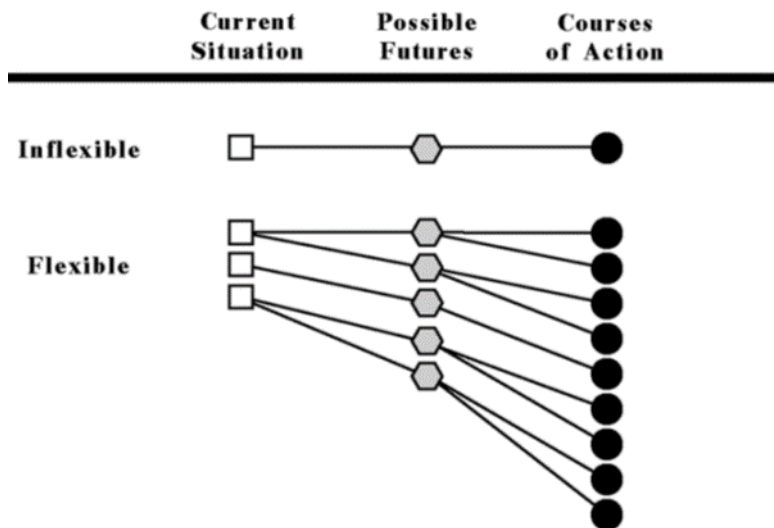 Current Situation
Possible Futures
Courses of Action
Inflexible
Flexible